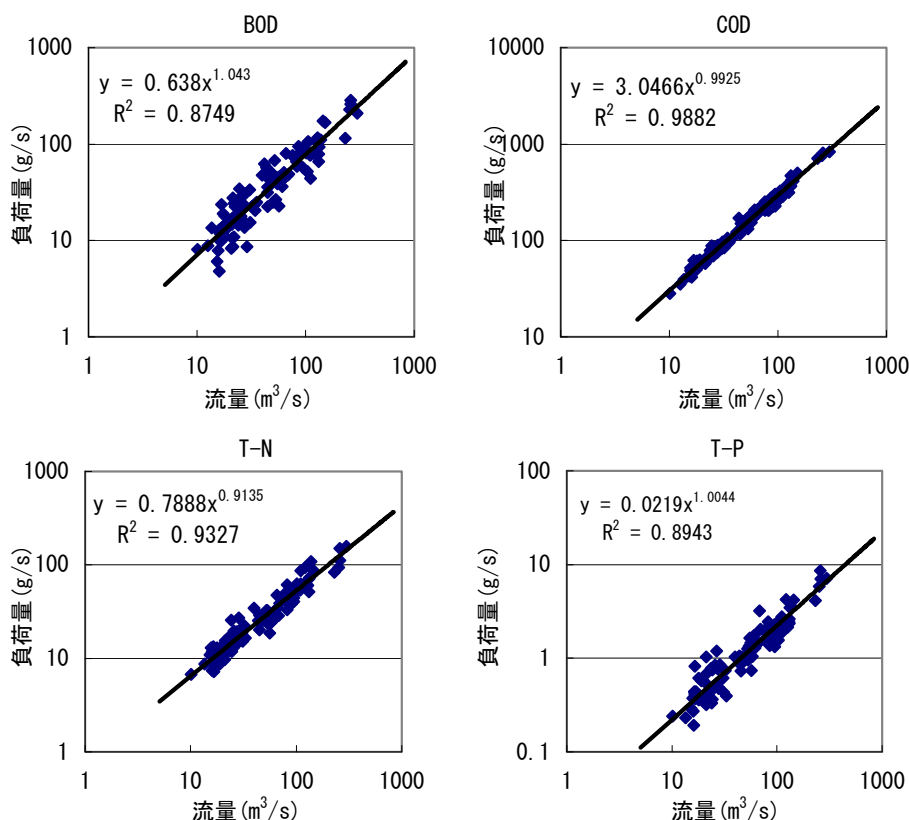 BOD
1000
100
10
1
y = 0.638x^1.043
R^2 = 0.8749
負荷量(g/s)
1 10 100 1000
流量(m^3/s)
COD
10000
1000
100
10
y = 3.0466x^0.9925
R^2 = 0.9882
負荷量(g/s)
1 10 100 1000
流量(m^3/s)
T-N
1000
100
10
1
y = 0.7888x^0.9135
R^2 = 0.9327
負荷量(g/s)
1 10 100 1000
流量(m^3/s)
T-P
100
10
1
0.1
y = 0.0219x^1.0044
R^2 = 0.8943
負荷量(g/s)
1 10 100 1000
流量(m^3/s)